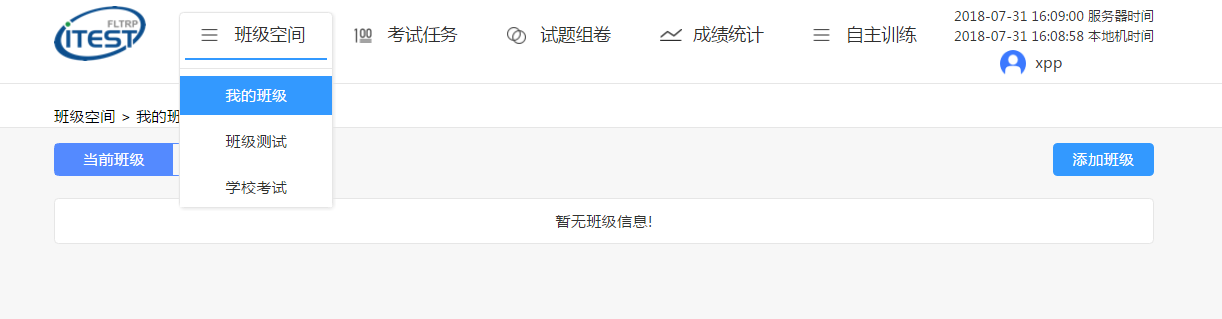 FLTRP
iTEST
班级空间
考试任务
试题组卷
成绩统计
自主训练
2018-07-31 16:09:00 服务器时间
2018-07-31 16:08:58 本地机时间
xpp
我的班级
班级测试
学校考试
班级空间 > 我的班
当前班级
添加班级
暂无班级信息!